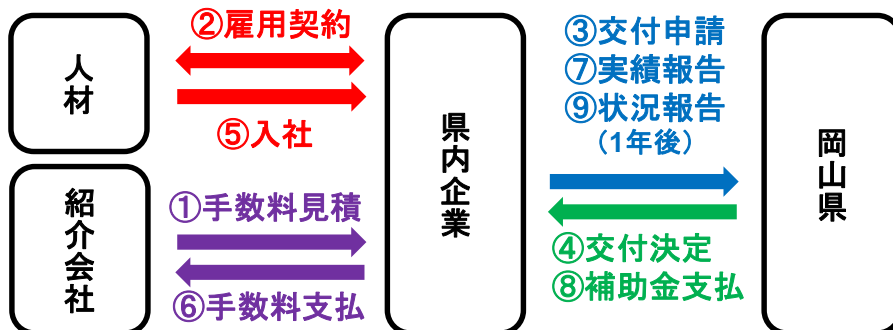 人材
②雇用契約
⑤入社
紹介会社
①手数料見積
⑥手数料支払
県内企業
③交付申請
⑦実績報告
⑨状況報告
（1年後）
④交付決定
⑧補助金支払
岡山県